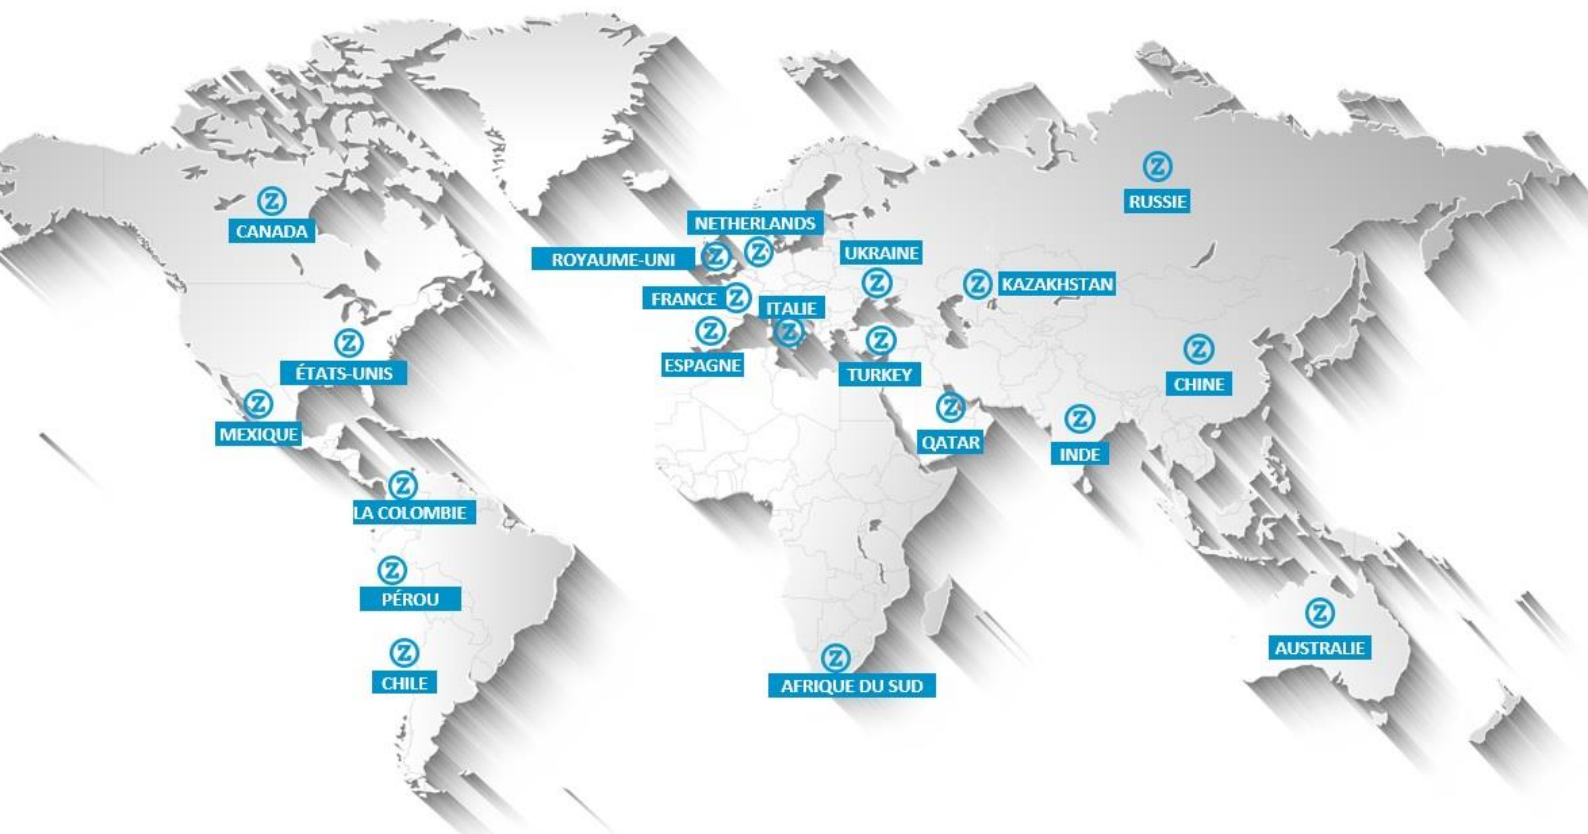 RUSSIE
CANADA
NETHERLANDS
ROYAUME-UNI
UKRAINE
KAZAKHSTAN
FRANCE
ITALIE
ÉTATS-UNIS
ESPAGNE
TURKEY
CHINE
MEXIQUE
QATAR
INDE
LA COLOMBIE
PÉROU
AUSTRALIE
CHILE
AFRIQUE DU SUD